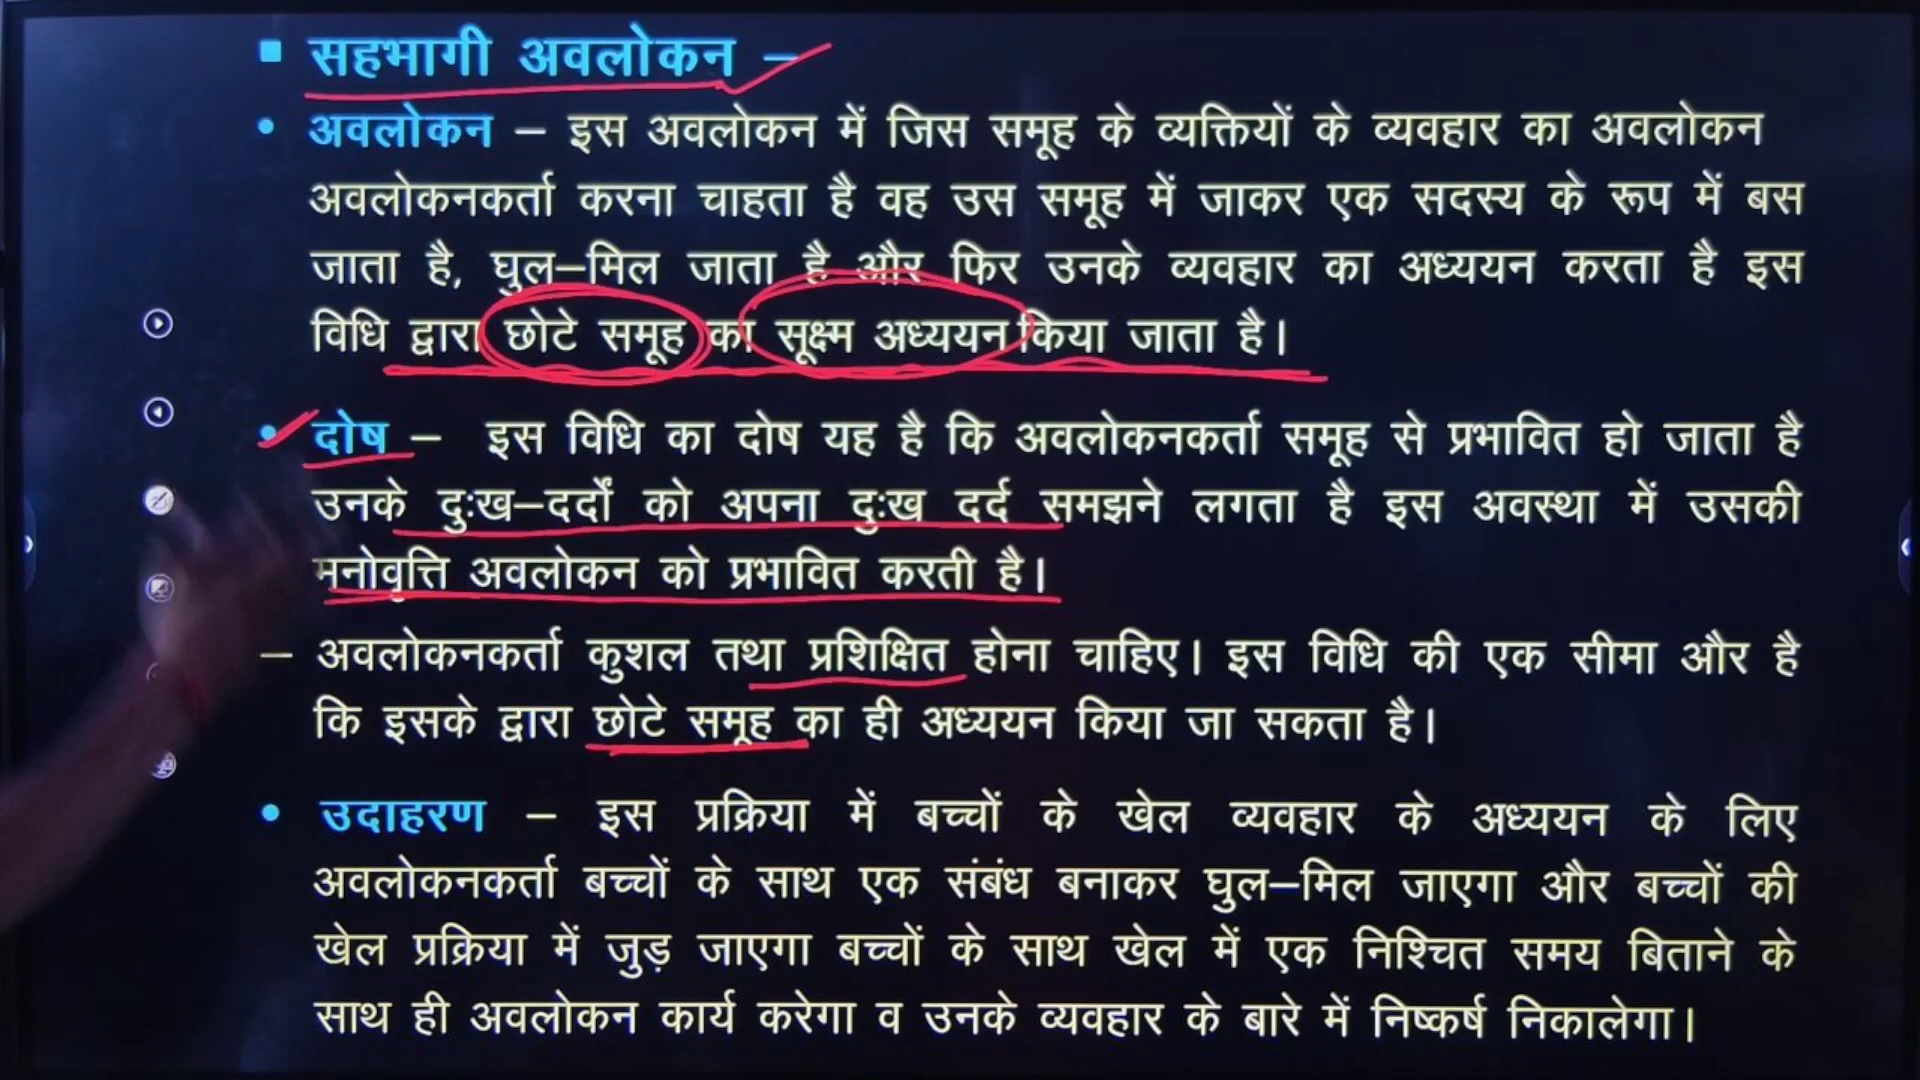 ■ सहभागी अवलोकन –
• अवलोकन – इस अवलोकन में जिस समूह के व्यक्तियों के व्यवहार का अवलोकन
अवलोकनकर्ता करना चाहता है वह उस समूह में जाकर एक सदस्य के रूप में बस
जाता है, घुल–मिल जाता है और फिर उनके व्यवहार का अध्ययन करता है इस
विधि द्वारा छोटे समूह का सूक्ष्म अध्ययन किया जाता है।
• दोष – इस विधि का दोष यह है कि अवलोकनकर्ता समूह से प्रभावित हो जाता है
उनके दुःख–दर्दों को अपना दुःख दर्द समझने लगता है इस अवस्था में उसकी
मनोवृत्ति अवलोकन को प्रभावित करती है।
– अवलोकनकर्ता कुशल तथा प्रशिक्षित होना चाहिए। इस विधि की एक सीमा और है
कि इसके द्वारा छोटे समूह का ही अध्ययन किया जा सकता है।
• उदाहरण – इस प्रक्रिया में बच्चों के खेल व्यवहार के अध्ययन के लिए
अवलोकनकर्ता बच्चों के साथ एक संबंध बनाकर घुल–मिल जाएगा और बच्चों की
खेल प्रक्रिया में जुड़ जाएगा बच्चों के साथ खेल में एक निश्चित समय बिताने के
साथ ही अवलोकन कार्य करेगा व उनके व्यवहार के बारे में निष्कर्ष निकालेगा।